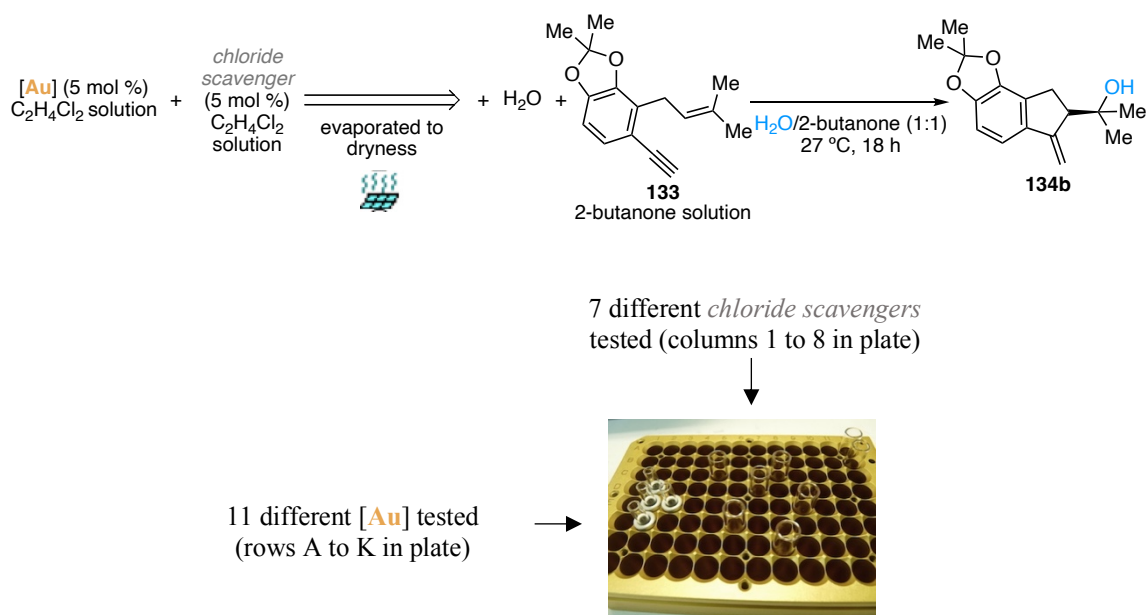 Me
Me
O
O
chloride
scavenger
[Au] (5 mol %)
C2H4Cl2 solution
+
(5 mol %)
C2H4Cl2
solution
evaporated to
dryness
+ H2O +
Me
Me
133
2-butanone solution
H2O/2-butanone (1:1)
27 ºC, 18 h
Me
Me
O
O
OH
Me
Me
134b
7 different chloride scavengers
tested (columns 1 to 8 in plate)
11 different [Au] tested
(rows A to K in plate)